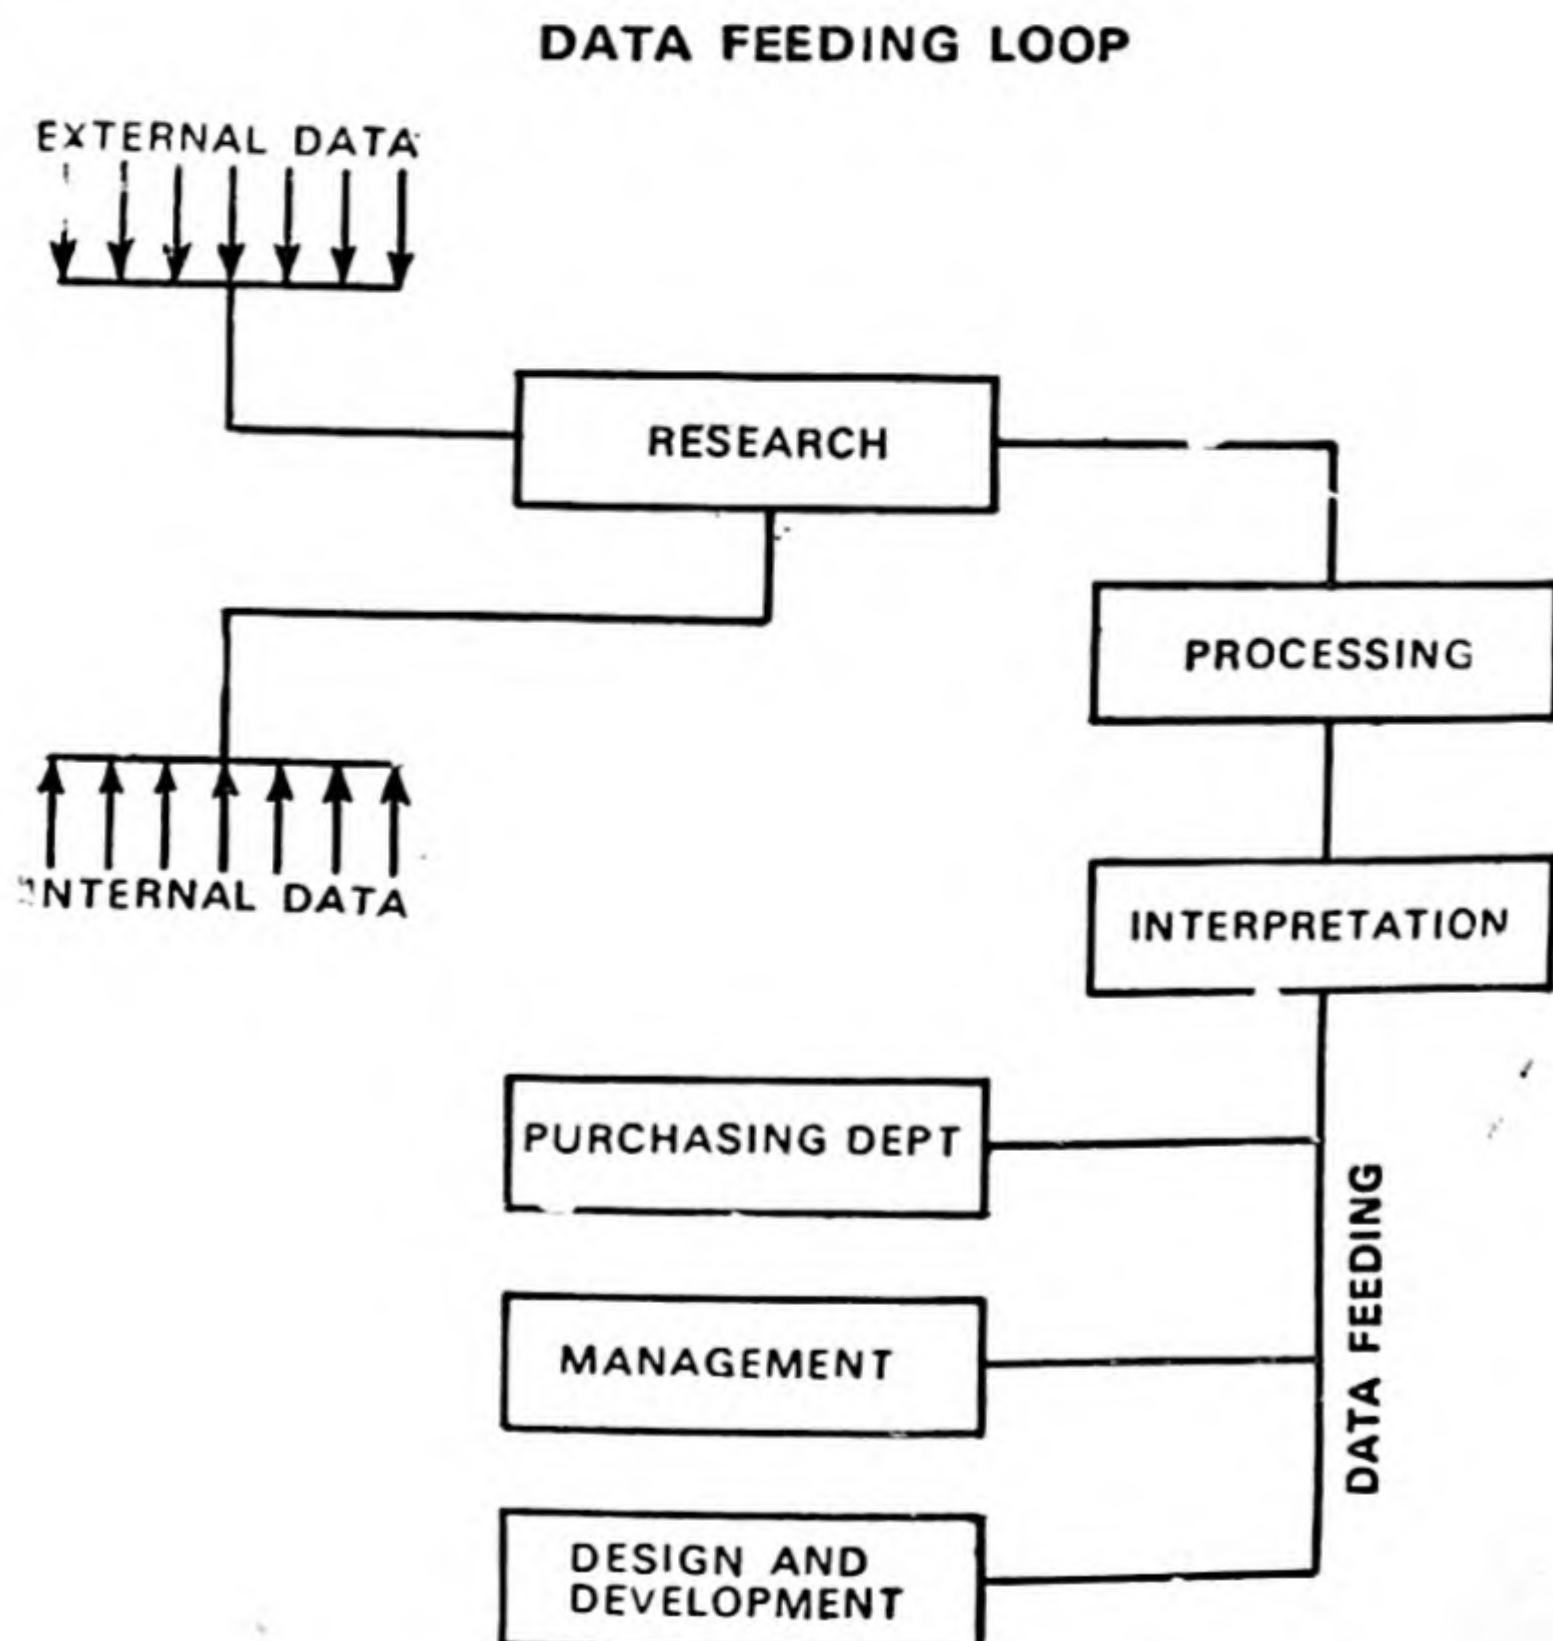 DATA FEEDING LOOP
EXTERNAL DATA
RESEARCH
PROCESSING
INTERNAL DATA
INTERPRETATION
PURCHASING DEPT
DATA FEEDING
MANAGEMENT
DESIGN AND
DEVELOPMENT